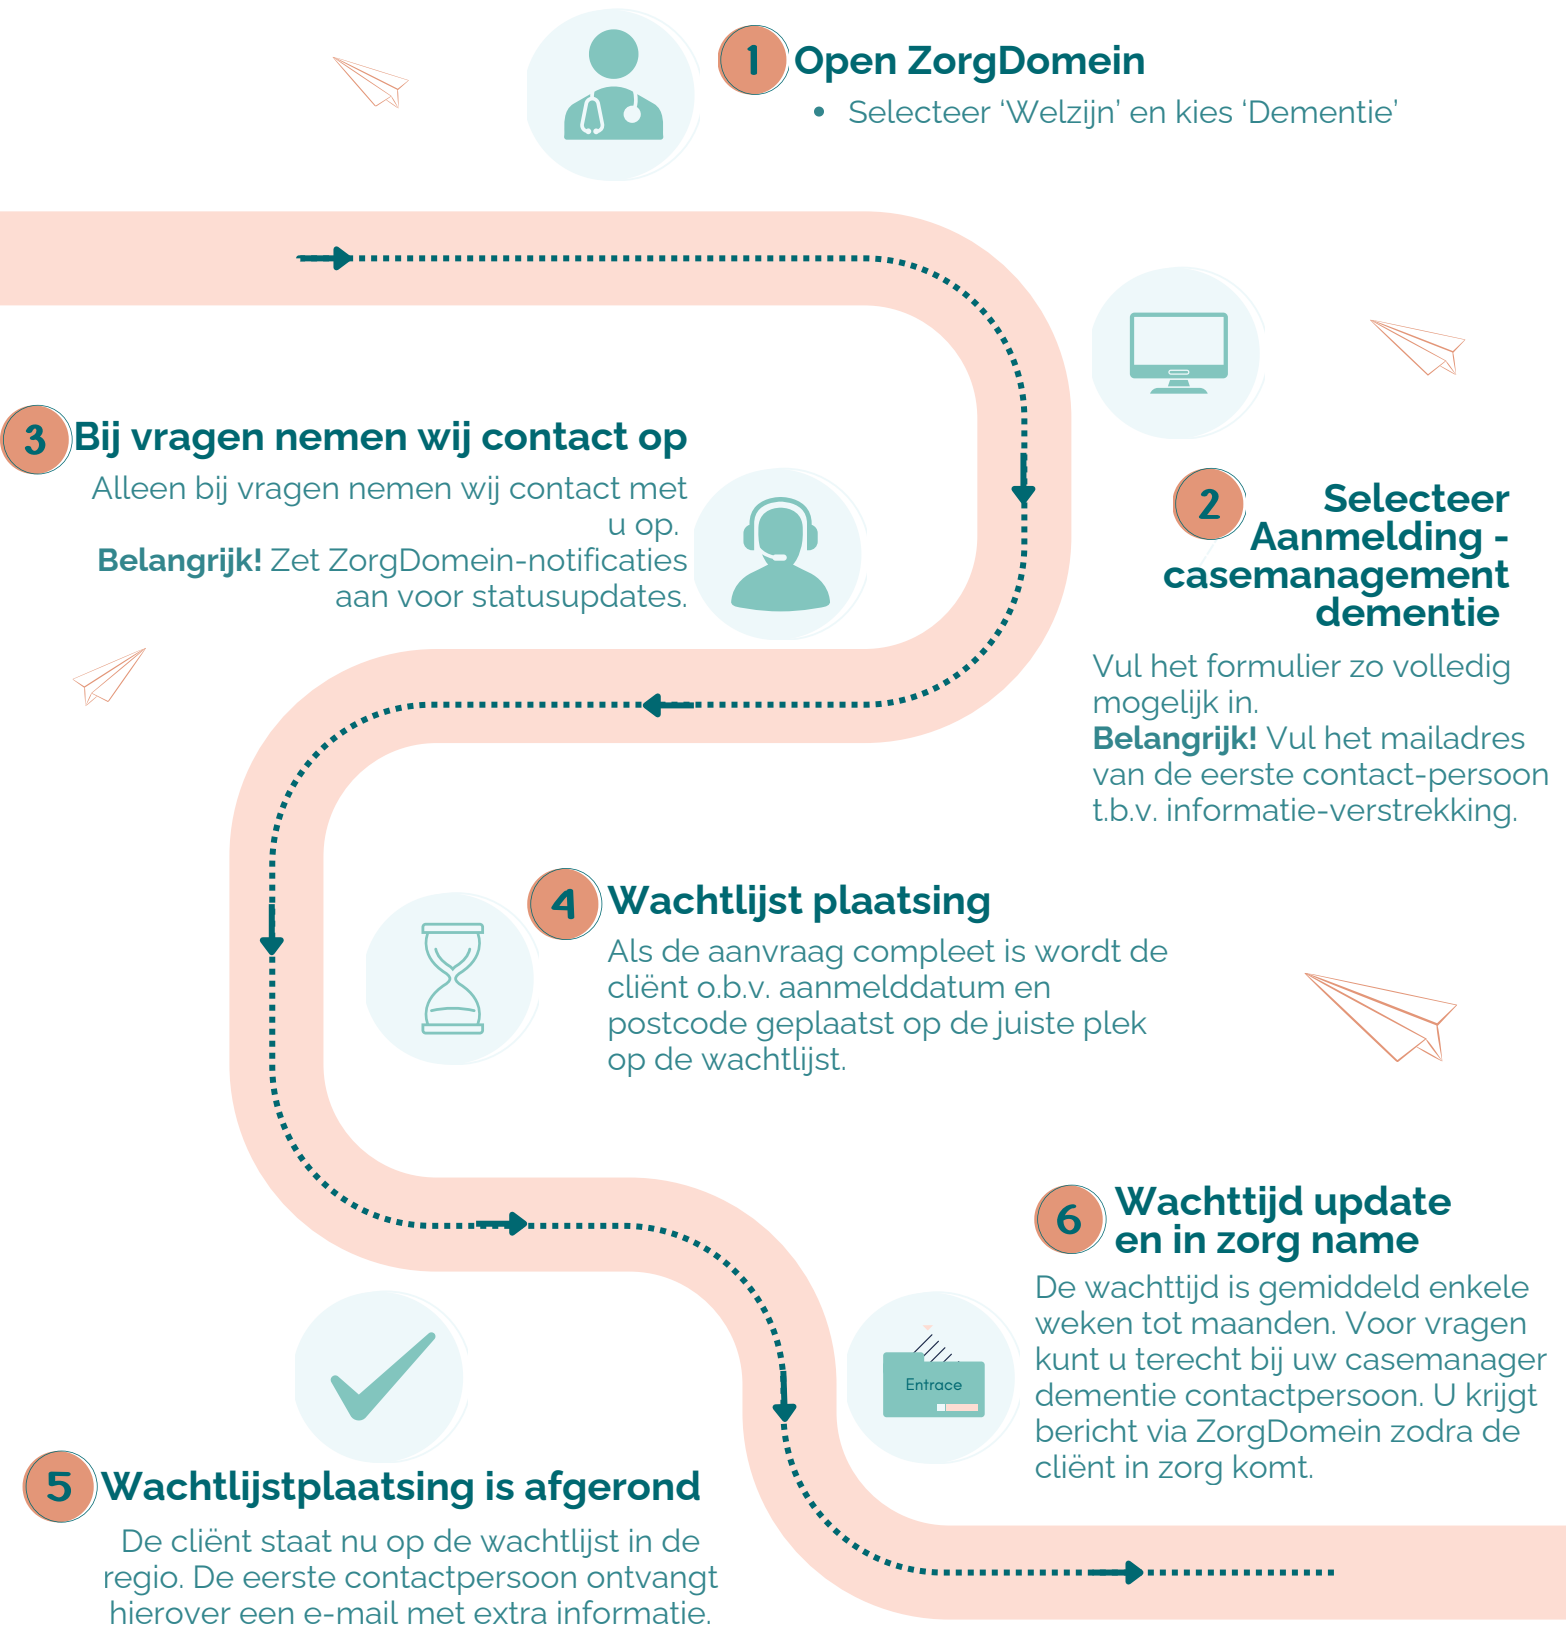 1 Open ZorgDomein
• Selecteer ‘Welzijn’ en kies ‘Dementie’
2 Selecteer
Aanmelding -
casemanagement
dementie
Vul het formulier zo volledig
mogelijk in.
Belangrijk! Vul het mailadres
van de eerste contact-persoon
t.b.v. informatie-verstrekking.
3 Bij vragen nemen wij contact op
Alleen bij vragen nemen wij contact met
u op.
Belangrijk! Zet ZorgDomein-notificaties
aan voor statusupdates.
4 Wachtlijst plaatsing
Als de aanvraag compleet is wordt de
cliënt o.b.v. aanmelddatum en
postcode geplaatst op de juiste plek
op de wachtlijst.
5 Wachtlijstplaatsing is afgerond
De cliënt staat nu op de wachtlijst in de
regio. De eerste contactpersoon ontvangt
hierover een e-mail met extra informatie.
6 Wachttijd update
en in zorg name
De wachttijd is gemiddeld enkele
weken tot maanden. Voor vragen
kunt u terecht bij uw casemanager
dementie contactpersoon. U krijgt
bericht via ZorgDomein zodra de
cliënt in zorg komt.
Entrace